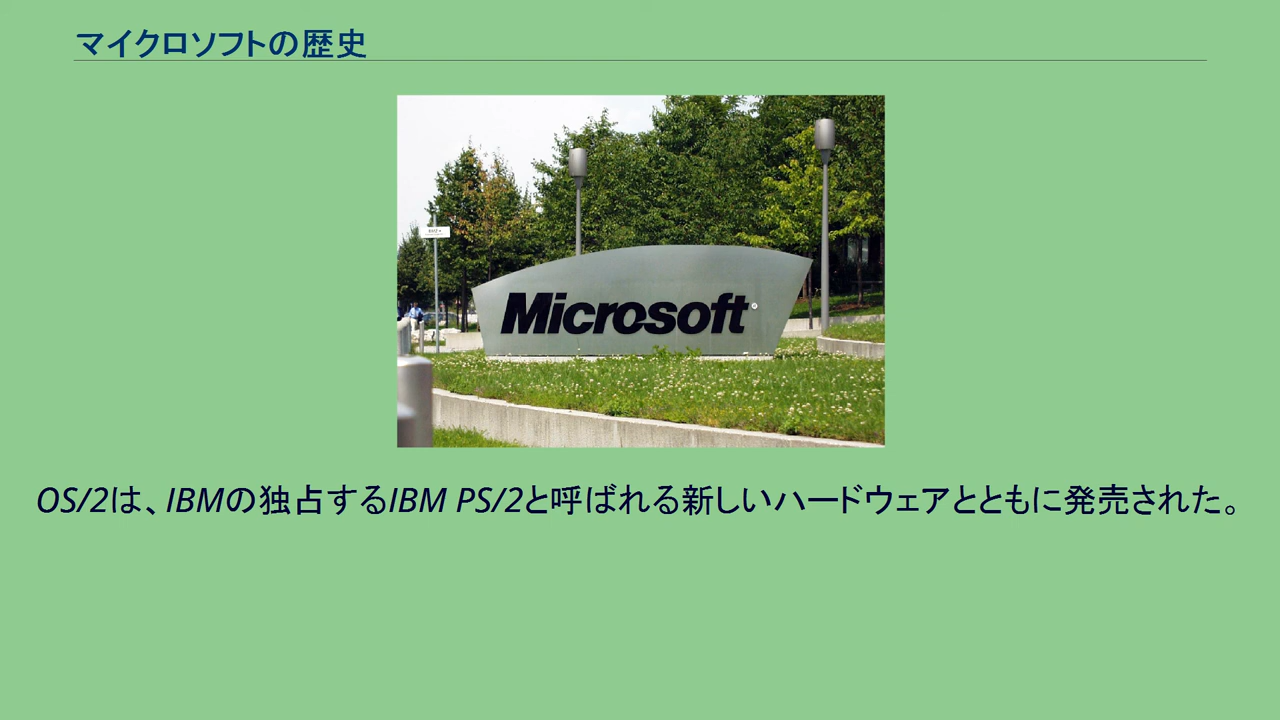 マイクロソフトの歴史
Microsoft
OS/2は、IBMの独占するIBM PS/2と呼ばれる新しいハードウェアとともに発売された。